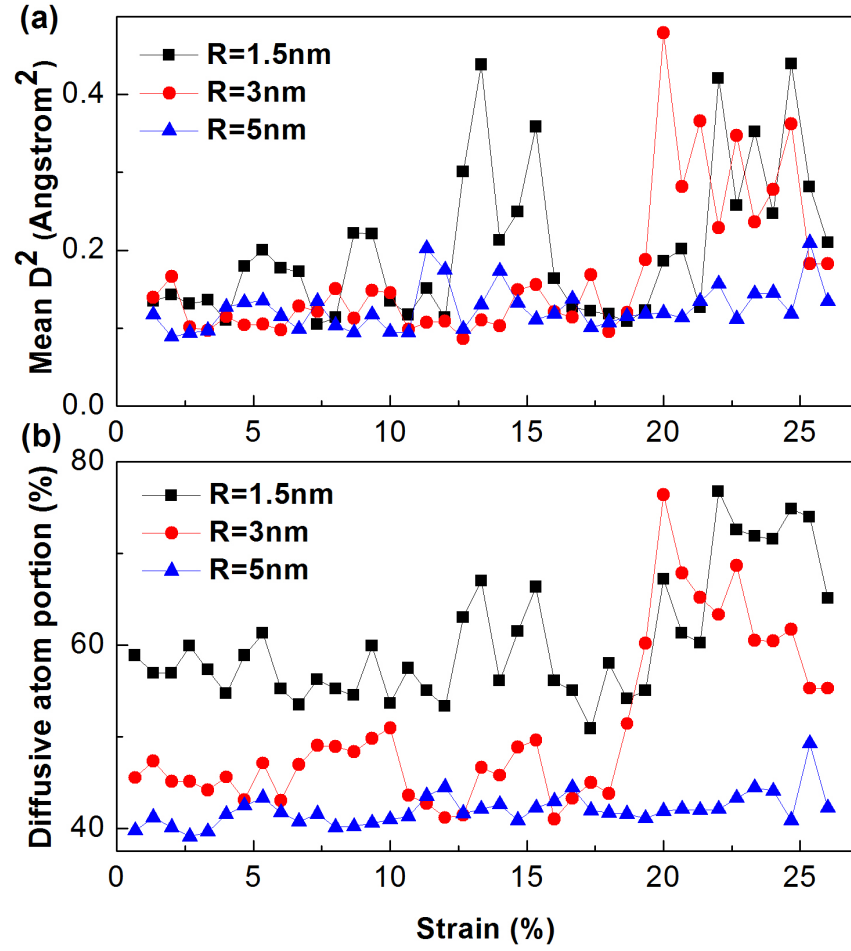 (a)
R=1.5nm
R=3nm
R=5nm
Mean D² (Angstrom²)
0.4
0.2
0.0
0 5 10 15 20 25
(b)
R=1.5nm
R=3nm
R=5nm
Diffusive atom portion (%)
80
60
40
0 5 10 15 20 25
Strain (%)